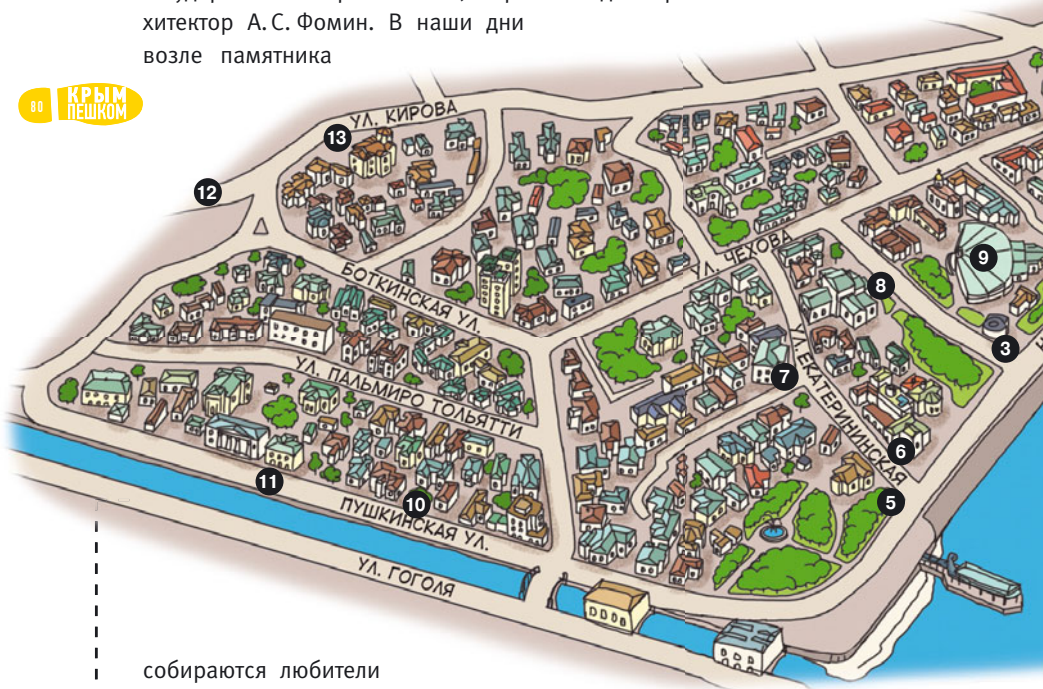 хитектор А. С. Фомин. В наши дни
возле памятника
80 КРЫМ
ПЕШКОМ
УЛ. КИРОВА
13
12
УЛ. ЧЕХОВА
9
8
БОТКИНСКАЯ УЛ.
3
УЛ. ПАЛЬМИРО ТОЛЬЯТТИ
7
УЛ. ЕКАТЕРИНИНСКАЯ
6
5
11
10
ПУШКИНСКАЯ УЛ.
УЛ. ГОГОЛЯ
собираются любители